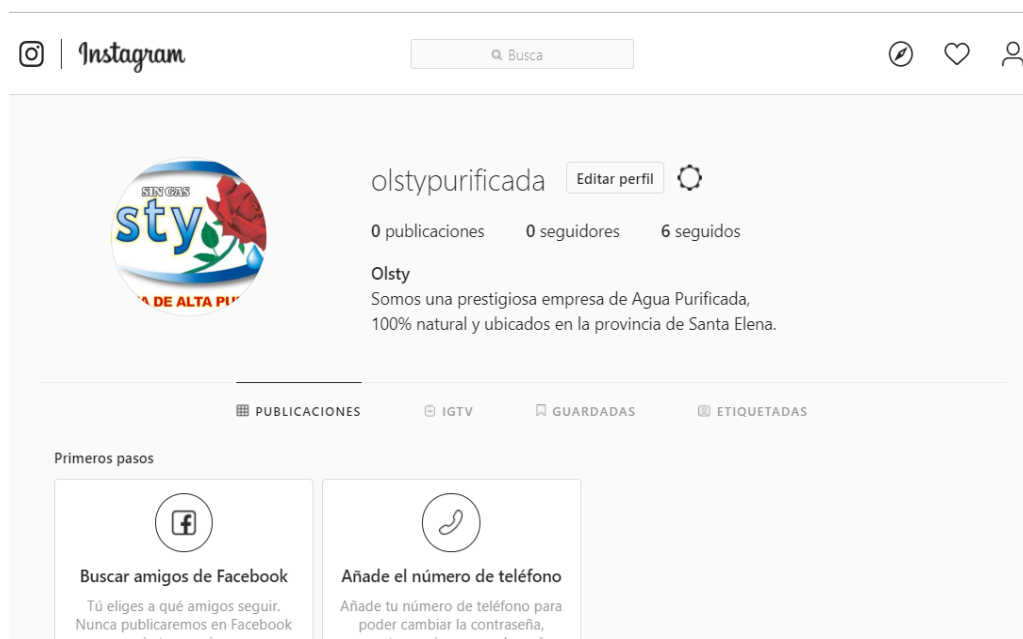 Instagram
Busca
SIN GAS
sty
DE ALTA
olstypurificada
Editar perfil
0 publicaciones 0 seguidores 6 seguidos
Olsty
Somos una prestigiosa empresa de Agua Purificada,
100% natural y ubicados en la provincia de Santa Elena.
PUBLICACIONES IGTV GUARDADAS ETIQUETADAS
Primeros pasos
Buscar amigos de Facebook
Tú eliges a qué amigos seguir.
Nunca publicaremos en Facebook
Añade el número de teléfono
Añade tu número de teléfono para
poder cambiar la contraseña,